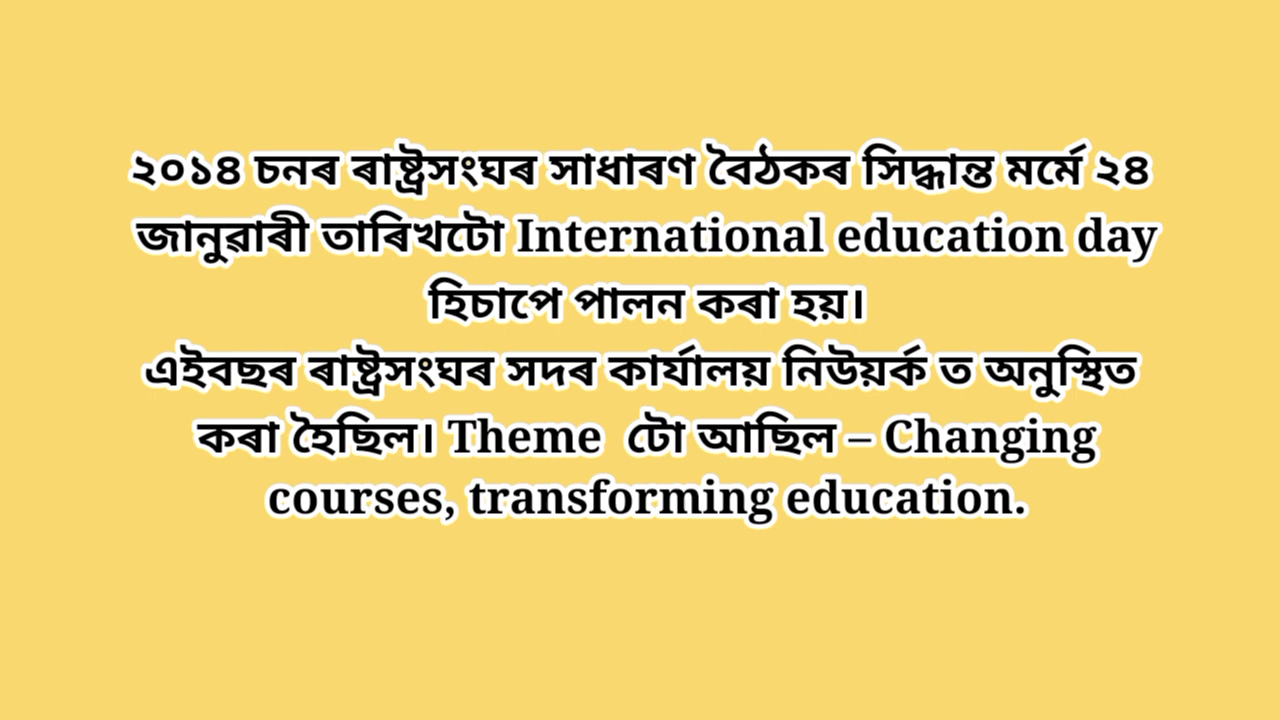 ২০১৪ চনৰ ৰাষ্ট্ৰসংঘৰ সাধাৰণ বৈঠকৰ সিদ্ধান্ত মৰ্মে ২৪
জানুৱাৰী তাৰিখটো International education day
হিচাপে পালন কৰা হয়।
এইবছৰ ৰাষ্ট্ৰসংঘৰ সদৰ কাৰ্যালয় নিউয়ৰ্ক ত অনুস্থিত
কৰা হৈছিল। Theme টো আছিল – Changing
courses, transforming education.